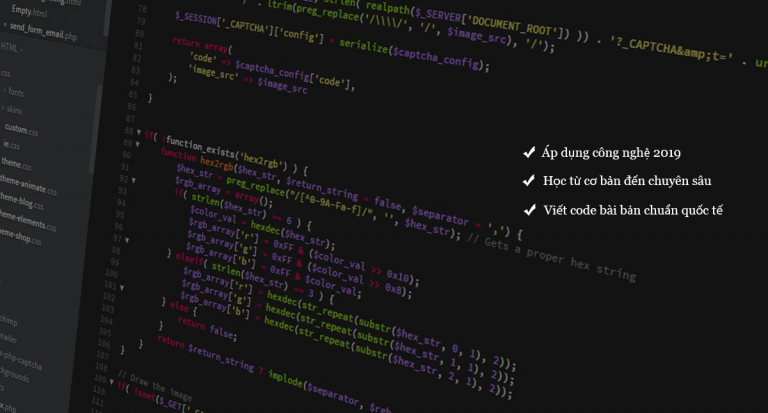 Empty.html
send_form_email.php
HTML
css
fonts
skins
custom.css
ie.css
theme.css
theme-animate.css
theme-blog.css
theme-elements.css
theme-shop.css
78
79 $_SESSION['_CAPTCHA']['config'] = serialize($captcha_config);
80
81 return array(
82 'code' => $captcha_config['code'],
83 'image_src' => $image_src
84 );
85 }
86
87
88 if( !function_exists('hex2rgb') ) {
89 function hex2rgb($hex_str, $return_string = false, $separator = ',') {
90 $hex_str = preg_replace("/[^0-9A-Fa-f]/", '', $hex_str); // Gets a proper hex string
91 $rgb_array = array();
92 if( strlen($hex_str) == 6 ) {
93 $color_val = hexdec($hex_str);
94 $rgb_array['r'] = 0xFF & ($color_val >> 0x10);
95 $rgb_array['g'] = 0xFF & ($color_val >> 0x8);
96 $rgb_array['b'] = 0xFF & $color_val;
97 } elseif( strlen($hex_str) == 3 ) {
98 $rgb_array['r'] = hexdec(str_repeat(substr($hex_str, 0, 1), 2));
99 $rgb_array['g'] = hexdec(str_repeat(substr($hex_str, 1, 1), 2));
100 $rgb_array['b'] = hexdec(str_repeat(substr($hex_str, 2, 1), 2));
101 } else {
102 return false;
103 }
104 return $return_string ? implode($separator,
105 }
106 }
107
108 // Draw the image
109 if( isset($_GET['
Áp dụng công nghệ 2019
Học từ cơ bản đến chuyên sâu
Viết code bài bản chuẩn quốc tế